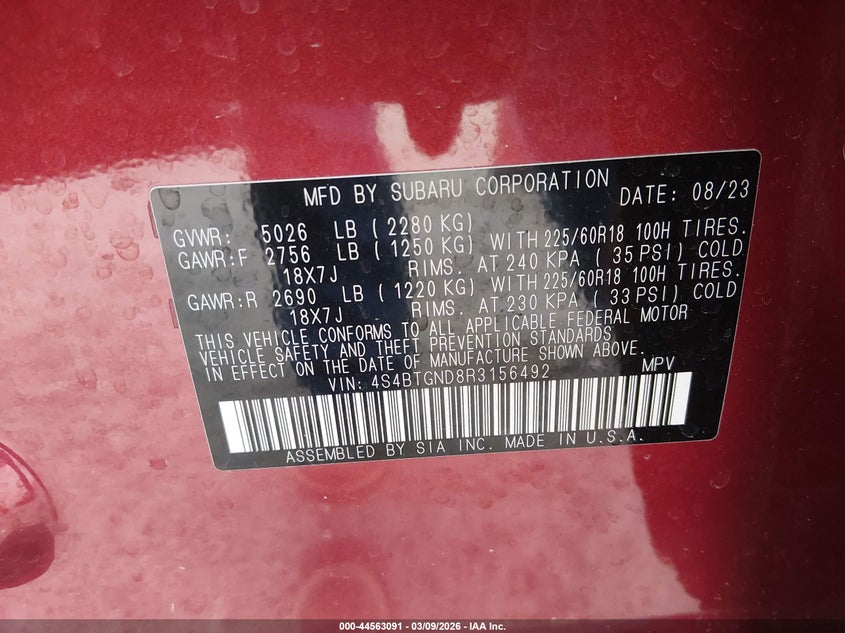 MFD BY SUBARU CORPORATION DATE: 08/23
GVWR: 5026 LB ( 2280 KG)
GAWR:F 2756 LB ( 1250 KG) WITH 225/60R18 100H TIRES.
18X7J RIMS. AT 240 KPA ( 35 PSI) COLD
GAWR:R 2690 LB ( 1220 KG) WITH 225/60R18 100H TIRES.
18X7J RIMS. AT 230 KPA ( 33 PSI) COLD
THIS VEHICLE CONFORMS TO ALL APPLICABLE FEDERAL MOTOR
VEHICLE SAFETY AND THEFT PREVENTION STANDARDS
IN EFFECT ON THE DATE OF MANUFACTURE SHOWN ABOVE.
VIN: 4S4BTGND8R3156492 MPV
ASSEMBLED BY SIA INC. MADE IN U.S.A.
000-44563091 - 03/09/2026 - IAA Inc.